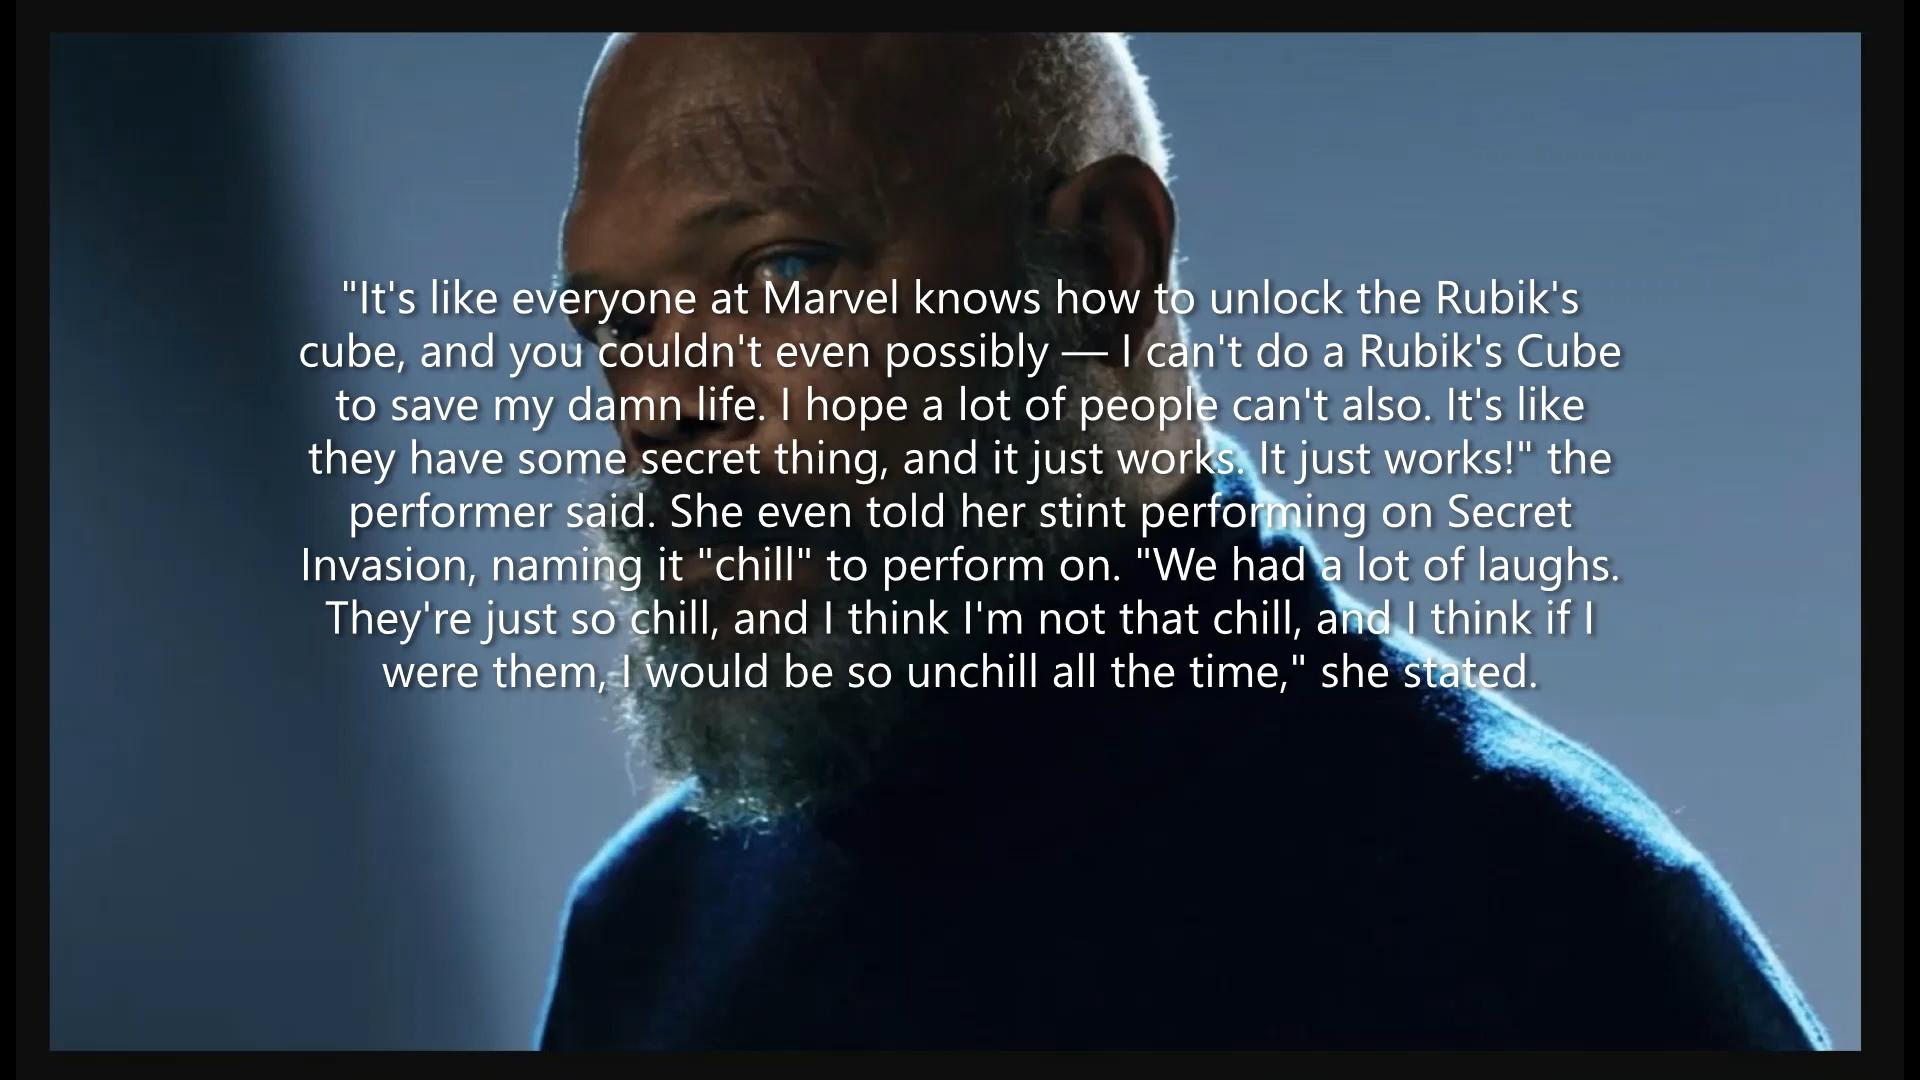 "It's like everyone at Marvel knows how to unlock the Rubik's
cube, and you couldn't even possibly — I can't do a Rubik's Cube
to save my damn life. I hope a lot of people can't also. It's like
they have some secret thing, and it just works. It just works!" the
performer said. She even told her stint performing on Secret
Invasion, naming it "chill" to perform on. "We had a lot of laughs.
They're just so chill, and I think I'm not that chill, and I think if I
were them, I would be so unchill all the time," she stated.